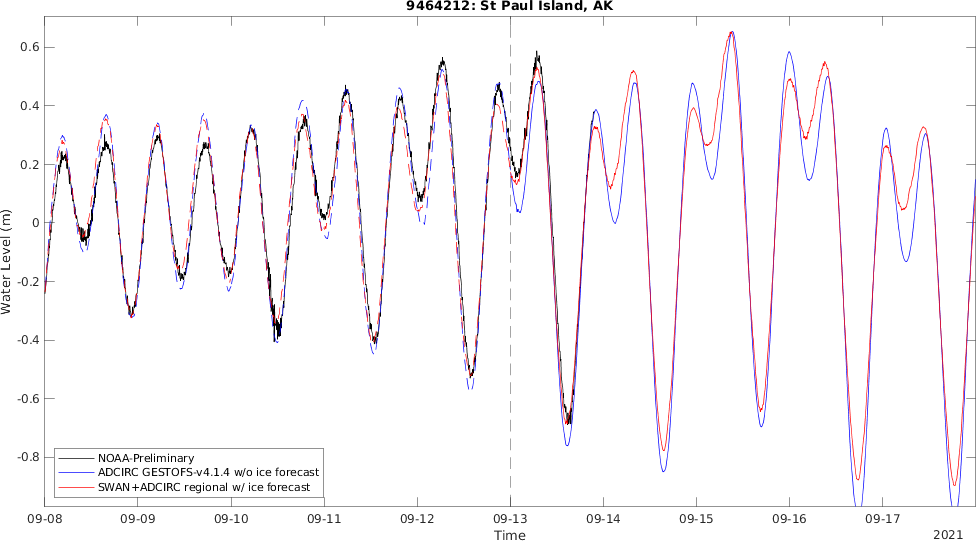 9464212: St Paul Island, AK
0.6
0.4
0.2
0
-0.2
-0.4
-0.6
-0.8
Water Level (m)
NOAA-Preliminary
ADCIRC GESTOFS-v4.1.4 w/o ice forecast
SWAN+ADCIRC regional w/ ice forecast
09-08 09-09 09-10 09-11 09-12 09-13 09-14 09-15 09-16 09-17
Time
2021